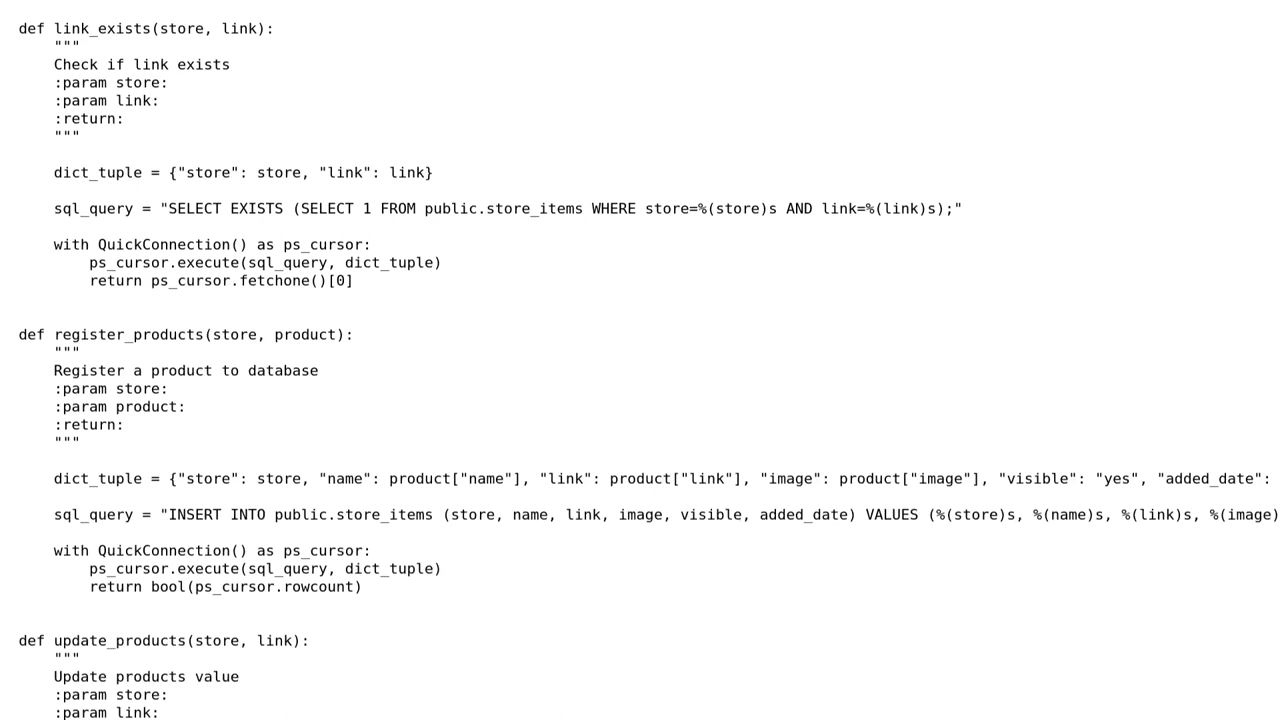 def link_exists(store, link):
    """
    Check if link exists
    :param store:
    :param link:
    :return:
    """
    dict_tuple = {"store": store, "link": link}
    sql_query = "SELECT EXISTS (SELECT 1 FROM public.store_items WHERE store=%(store)s AND link=%(link)s);"
    with QuickConnection() as ps_cursor:
        ps_cursor.execute(sql_query, dict_tuple)
        return ps_cursor.fetchone()[0]
def register_products(store, product):
    """
    Register a product to database
    :param store:
    :param product:
    :return:
    """
    dict_tuple = {"store": store, "name": product["name"], "link": product["link"], "image": product["image"], "visible": "yes", "added_date":
    sql_query = "INSERT INTO public.store_items (store, name, link, image, visible, added_date) VALUES (%(store)s, %(name)s, %(link)s, %(image)
    with QuickConnection() as ps_cursor:
        ps_cursor.execute(sql_query, dict_tuple)
        return bool(ps_cursor.rowcount)
def update_products(store, link):
    """
    Update products value
    :param store:
    :param link: